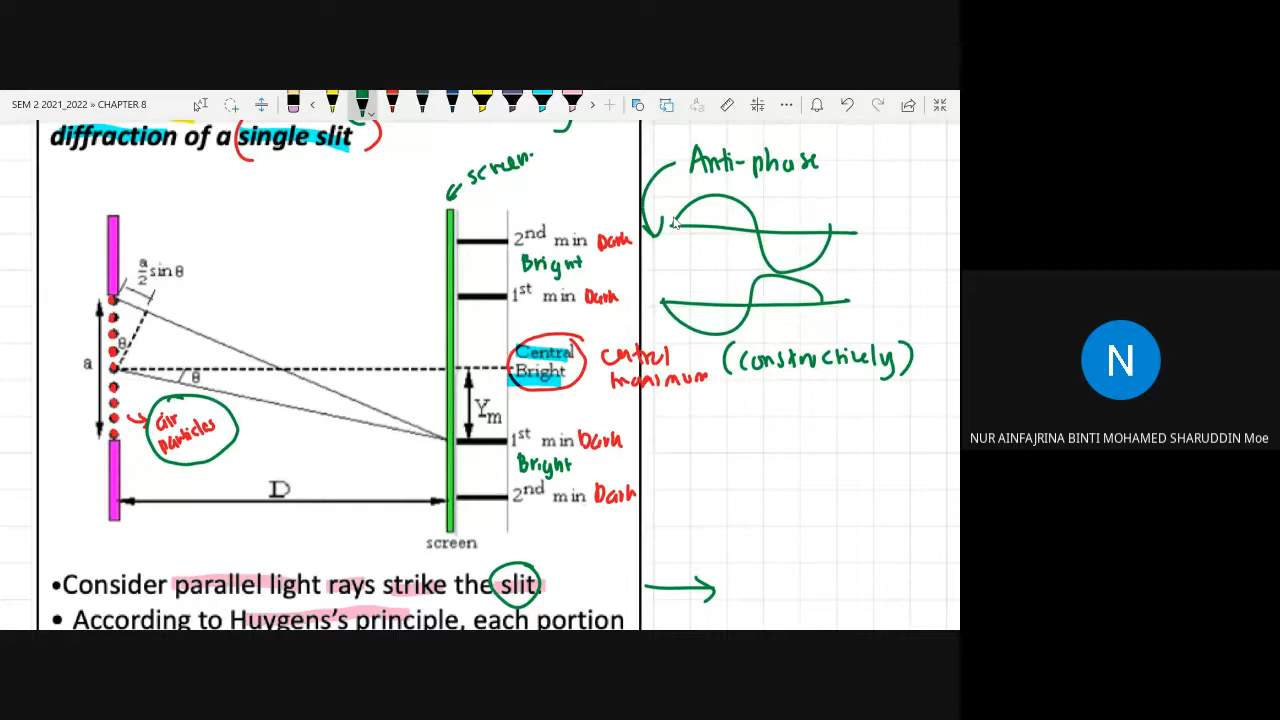 SEM 2 2021_2022 » CHAPTER 8
diffraction of a (single slit)
screen.
Anti-phase
a/2 sinθ
2nd min Dark
Bright
1st min Dark
θ
a
θ
Central
Bright
central
maximum
(constructively)
Ym
air
particles
1st min Dark
Bright
2nd min Dark
D
screen
•Consider parallel light rays strike the slit.
• According to Huygens's principle, each portion
N
NUR AINFAJRINA BINTI MOHAMED SHARUDDIN Moe